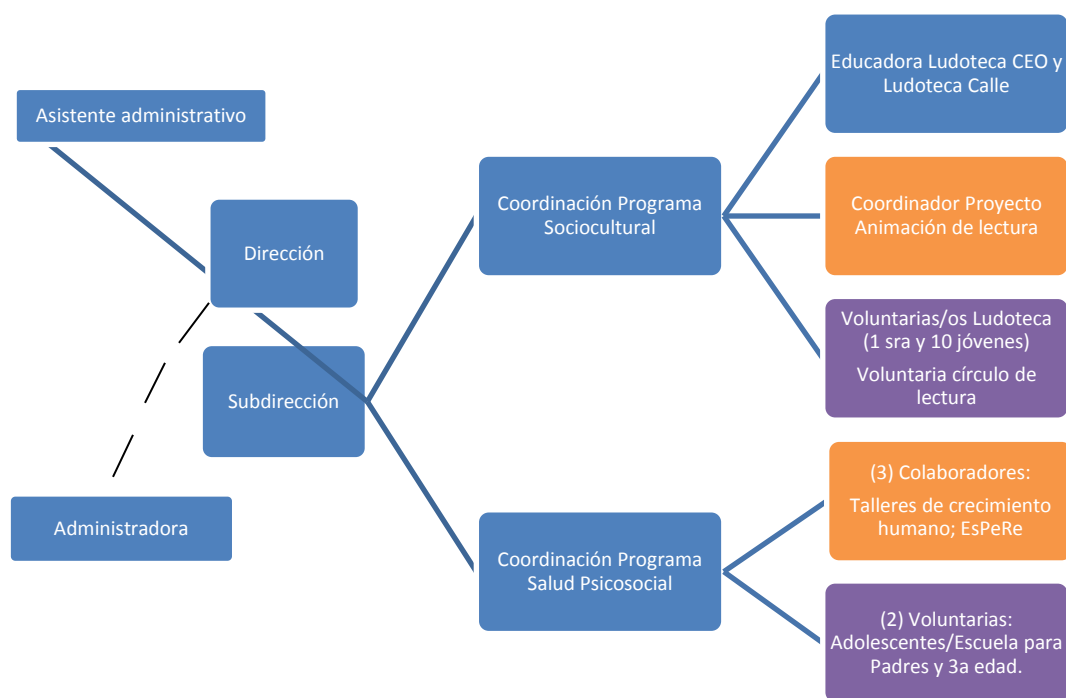 Asistente administrativo
Dirección
Subdirección
Administradora
Coordinación Programa
Sociocultural
Coordinación Programa
Salud Psicosocial
Educadora Ludoteca CEO y
Ludoteca Calle
Coordinador Proyecto
Animación de lectura
Voluntarias/os Ludoteca
(1 sra y 10 jóvenes)
Voluntaria círculo de
lectura
(3) Colaboradores:
Talleres de crecimiento
humano; EsPeRe
(2) Voluntarias:
Adolescentes/Escuela para
Padres y 3a edad.